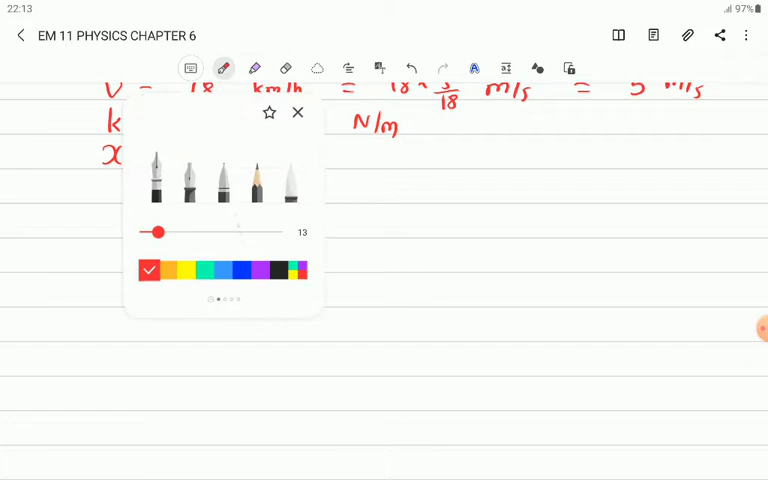 22:13 97%
EM 11 PHYSICS CHAPTER 6
V = 18 km/h = 18 × 5/18 m/s = 5 m/s
k N/m
x
13